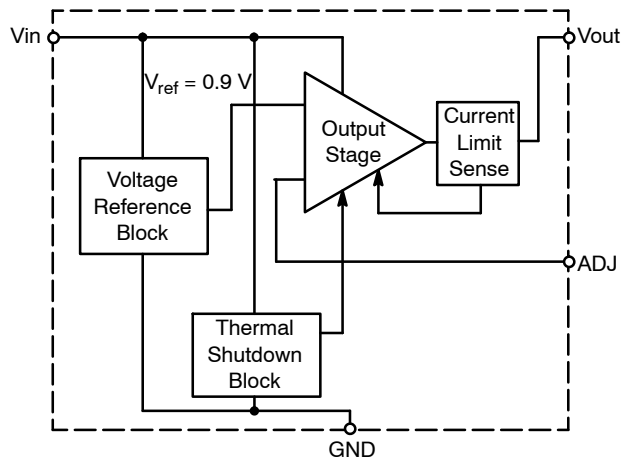 Vin
Vout
Vref = 0.9 V
Output
Stage
Current
Limit
Sense
Voltage
Reference
Block
ADJ
Thermal
Shutdown
Block
GND